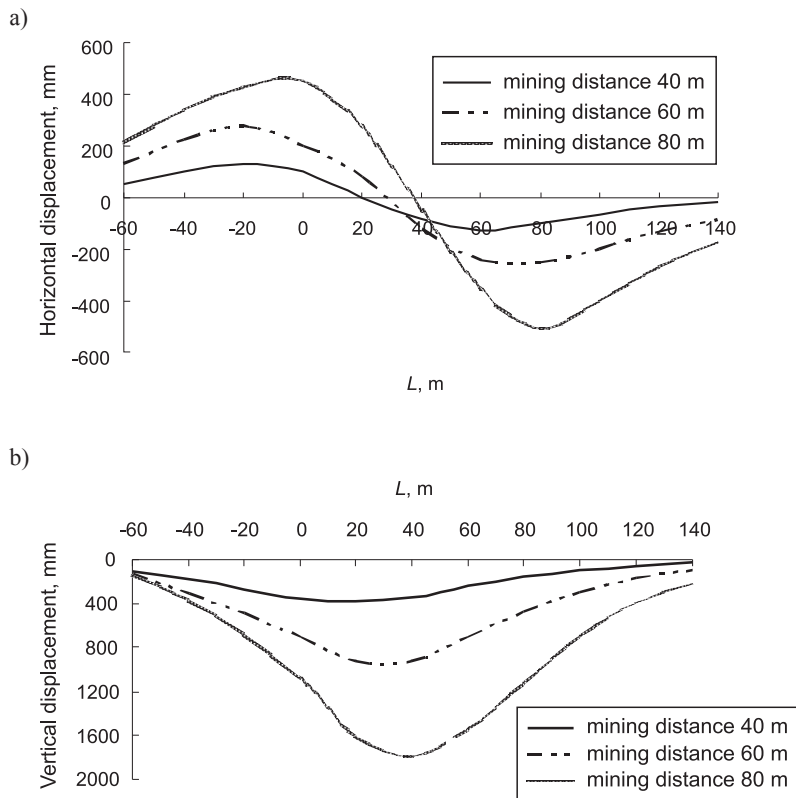 a)
600
400
200
0
-200
-400
-600
-60 -40 -20 0 20 40 60 80 100 120 140
Horizontal displacement, mm
L, m
mining distance 40 m
mining distance 60 m
mining distance 80 m
b)
L, m
-60 -40 -20 0 20 40 60 80 100 120 140
0
400
800
1200
1600
2000
Vertical displacement, mm
mining distance 40 m
mining distance 60 m
mining distance 80 m